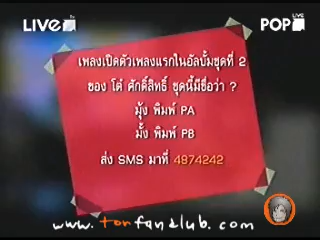 LIVE
POP
เพลงเปิดตัวเพลงแรกในอัลบั้มชุดที่ 2
ของ โด่ ศักดิ์สิทธิ์ ชุดนี้มีชื่อว่า ?
มุ้ง พิมพ์ PA
มั้ง พิมพ์ PB
ส่ง SMS มาที่ 4974242
www.tonfanclub.com